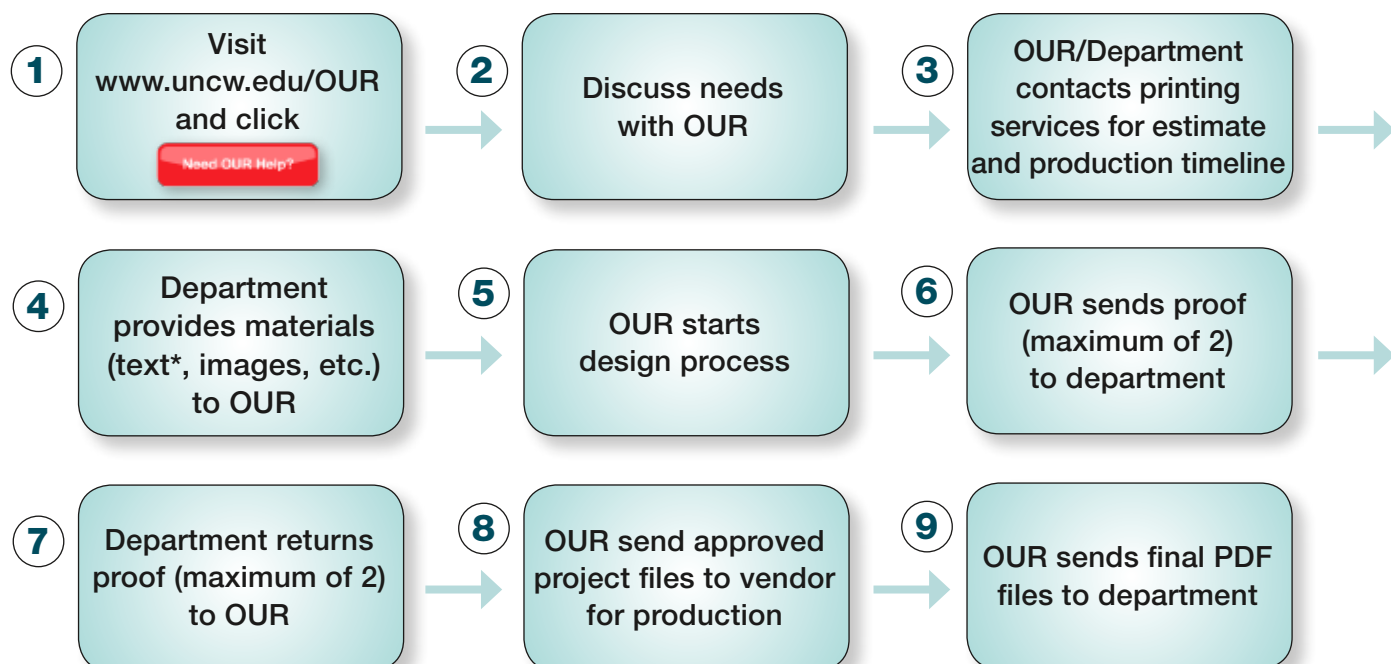 1
Visit
www.uncw.edu/OUR
and click
Need OUR Help?
2
Discuss needs
with OUR
3
OUR/Department
contacts printing
services for estimate
and production timeline
4
Department
provides materials
(text*, images, etc.)
to OUR
5
OUR starts
design process
6
OUR sends proof
(maximum of 2)
to department
7
Department returns
proof (maximum of 2)
to OUR
8
OUR send approved
project files to vendor
for production
9
OUR sends final PDF
files to department